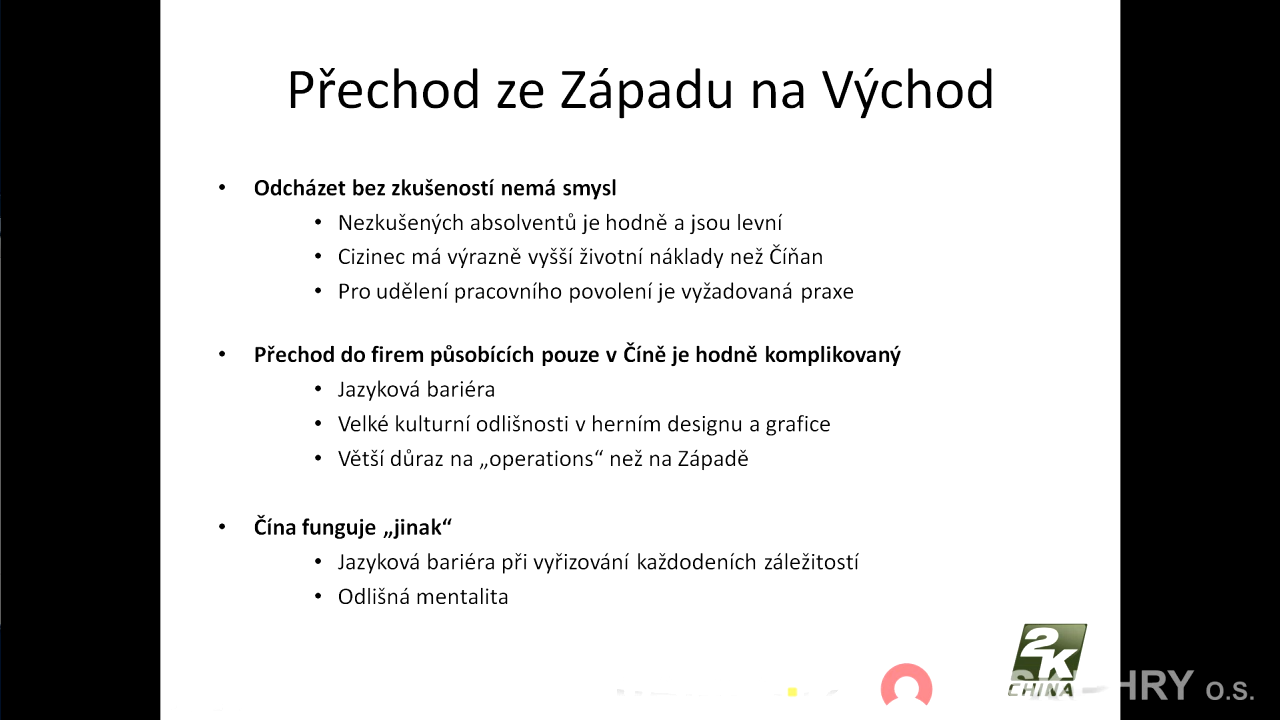 Přechod ze Západu na Východ
• Odcházet bez zkušeností nemá smysl
• Nezkušených absolventů je hodně a jsou levní
• Cizinec má výrazně vyšší životní náklady než Číňan
• Pro udělení pracovního povolení je vyžadovaná praxe
• Přechod do firem působících pouze v Číně je hodně komplikovaný
• Jazyková bariéra
• Velké kulturní odlišnosti v herním designu a grafice
• Větší důraz na „operations“ než na Západě
• Čína funguje „jinak“
• Jazyková bariéra při vyřizování každodeních záležitostí
• Odlišná mentalita
2K
CHINA
HRY o.s.